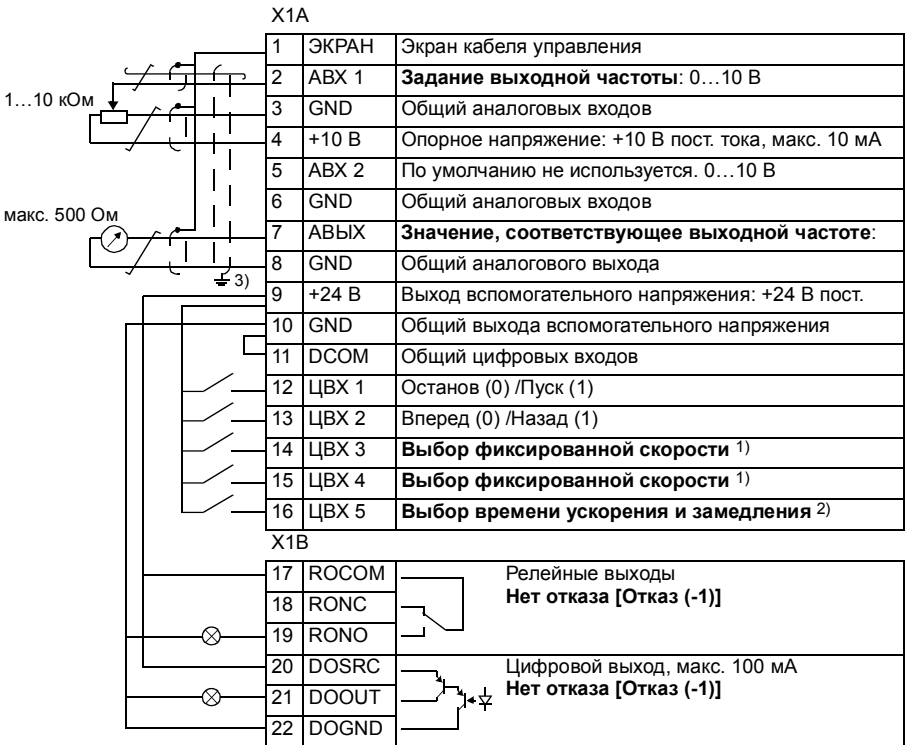 X1A
1 ЭКРАН Экран кабеля управления
2 АВХ 1 Задание выходной частоты: 0…10 В
1…10 кОм
3 GND Общий аналоговых входов
4 +10 В Опорное напряжение: +10 В пост. тока, макс. 10 мА
5 АВХ 2 По умолчанию не используется. 0…10 В
6 GND Общий аналоговых входов
макс. 500 Ом
7 АВЫХ Значение, соответствующее выходной частоте:
8 GND Общий аналогового выхода
3)
9 +24 В Выход вспомогательного напряжения: +24 В пост.
10 GND Общий выхода вспомогательного напряжения
11 DCOM Общий цифровых входов
12 ЦВХ 1 Останов (0) /Пуск (1)
13 ЦВХ 2 Вперед (0) /Назад (1)
14 ЦВХ 3 Выбор фиксированной скорости 1)
15 ЦВХ 4 Выбор фиксированной скорости 1)
16 ЦВХ 5 Выбор времени ускорения и замедления 2)
X1B
17 ROCOM Релейные выходы
18 RONC Нет отказа [Отказ (-1)]
19 RONO
20 DOSRC Цифровой выход, макс. 100 мА
21 DOOUT Нет отказа [Отказ (-1)]
22 DOGND